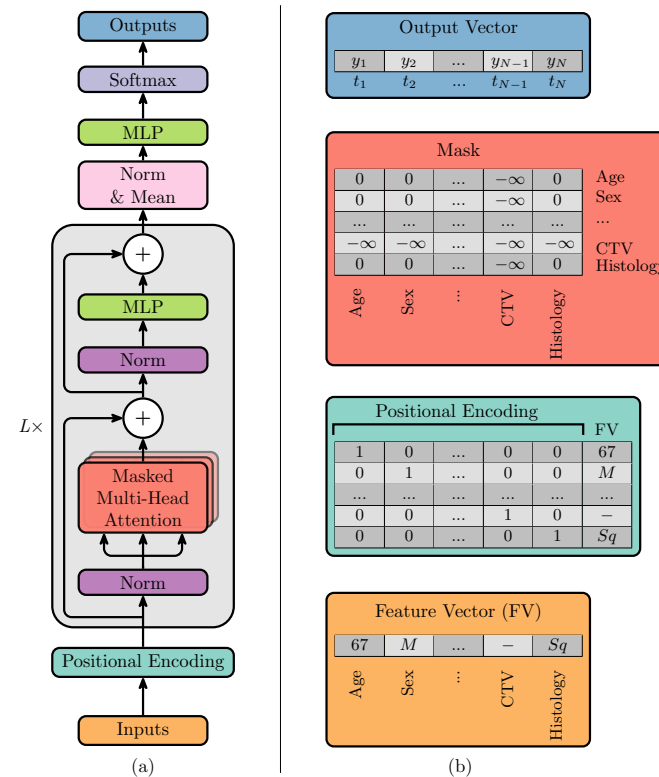 Outputs
Softmax
MLP
Norm
& Mean
+
MLP
Norm
+
L×
Masked
Multi-Head
Attention
Norm
Positional Encoding
Inputs
(a)
Output Vector
y1 y2 ... yN−1 yN
t1 t2 ... tN−1 tN
Mask
0 0 ... −∞ 0 Age
0 0 ... −∞ 0 Sex
... ... ... ... ... ...
−∞ −∞ ... −∞ −∞ CTV
0 0 ... −∞ 0 Histology
Age Sex ... CTV Histology
Positional Encoding FV
1 0 ... 0 0 67
0 1 ... 0 0 M
... ... ... ... ... ...
0 0 ... 1 0 −
0 0 ... 0 1 Sq
Feature Vector (FV)
67 M ... − Sq
Age Sex ... CTV Histology
(b)